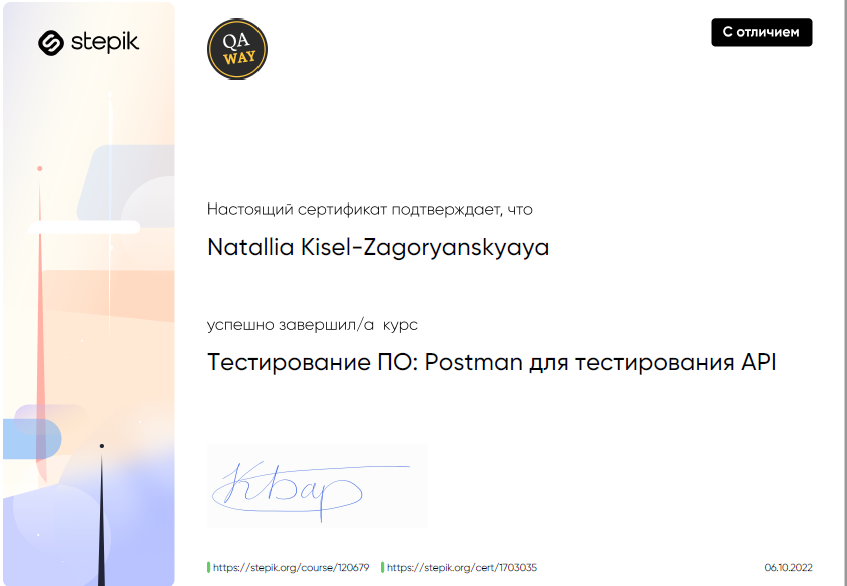 stepik
QA
WAY
С отличием
Настоящий сертификат подтверждает, что
Natallia Kisel-Zagoryanskyaya
успешно завершил/а курс
Тестирование ПО: Postman для тестирования API
https://stepik.org/course/120679 https://stepik.org/cert/1703035 06.10.2022